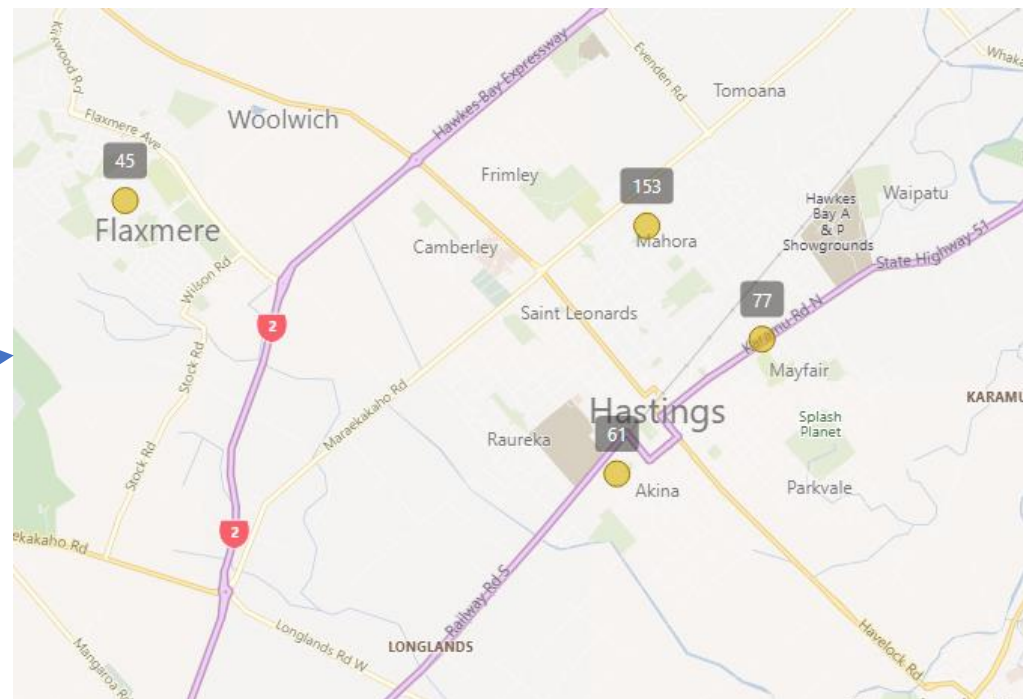 Kirkwood Rd
Flaxmere Ave
45
Flaxmere
Woolwich
Hawkes Bay Expressway
Evenden Rd
Tomoana
Frimley
153
Mahora
Camberley
Hawkes
Bay A
& P
Showgrounds
Waipatu
State Highway 51
Wilson Rd
2
Saint Leonards
77
Karamu Rd N
Mayfair
Stock Rd
Maraekakaho Rd
Hastings
61
Raureka
Akina
Splash
Planet
Parkvale
KARAMU
Stock Rd
2
ekakaho Rd
Railway Rd S
Longlands Rd W
LONGLANDS
Havelock Rd
Mangaroa R
Whaka